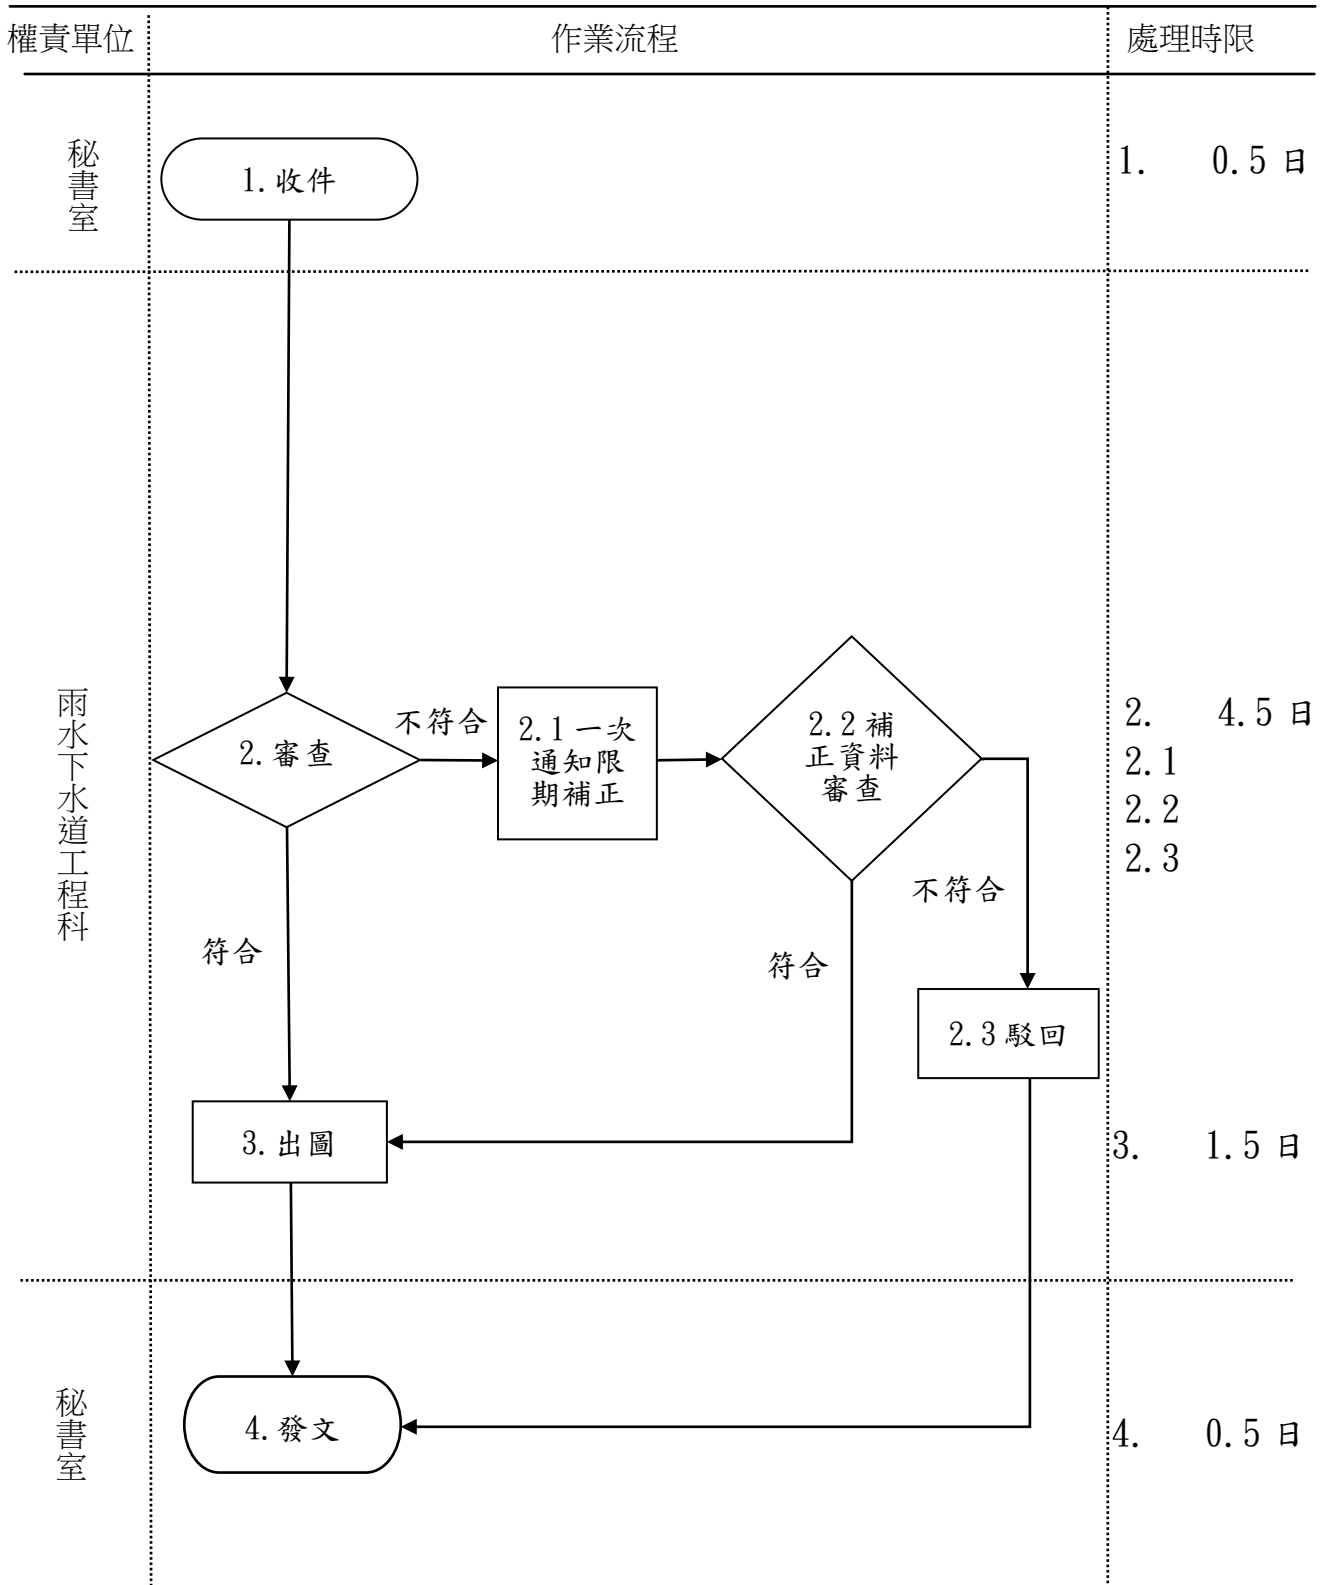 權責單位
作業流程
處理時限
秘書室
1.收件
1. 0.5 日
雨水下水道工程科
2.審查
不符合
2.1 一次
通知限
期補正
2.2 補
正資料
審查
2. 4.5 日
2.1
2.2
2.3
不符合
符合
符合
2.3 駁回
3.出圖
3. 1.5 日
秘書室
4.發文
4. 0.5 日